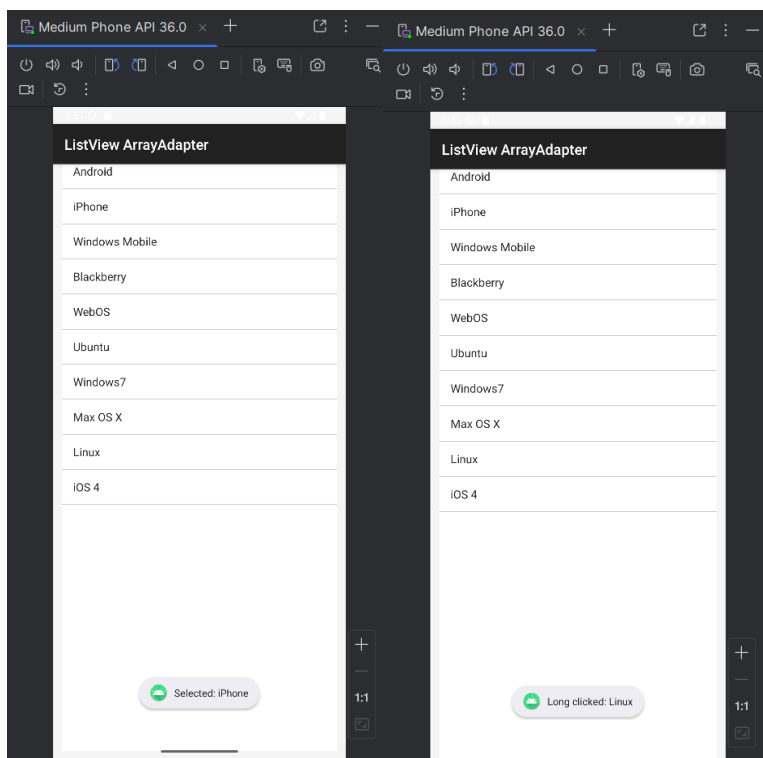 Medium Phone API 36.0
ListView ArrayAdapter
Android
iPhone
Windows Mobile
Blackberry
WebOS
Ubuntu
Windows7
Max OS X
Linux
iOS 4
Selected: iPhone
1:1
Medium Phone API 36.0
ListView ArrayAdapter
Android
iPhone
Windows Mobile
Blackberry
WebOS
Ubuntu
Windows7
Max OS X
Linux
iOS 4
Long clicked: Linux
1:1